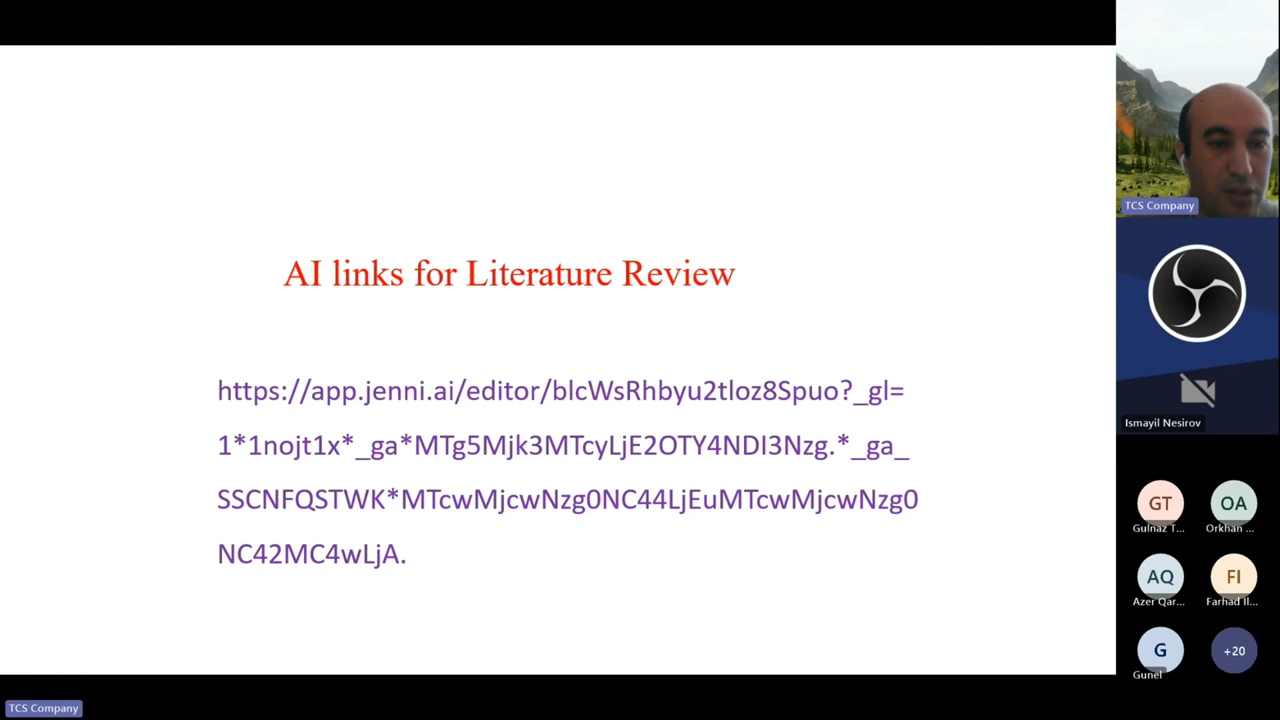 AI links for Literature Review
https://app.jenni.ai/editor/blcWsRhbyu2tloz8Spuo?_gl=
1*1nojt1x*_ga*MTg5Mjk3MTcyLjE2OTY4NDI3Nzg.*_ga_
SSCNFQSTWK*MTcwMjcwNzg0NC44LjEuMTcwMjcwNzg0
NC42MC4wLjA.
TCS Company
Ismayil Nesirov
GT
OA
Gulnaz T...
Orkhan ...
AQ
FI
Azer Qar...
Farhad Il...
G
+20
Gunel
TCS Company